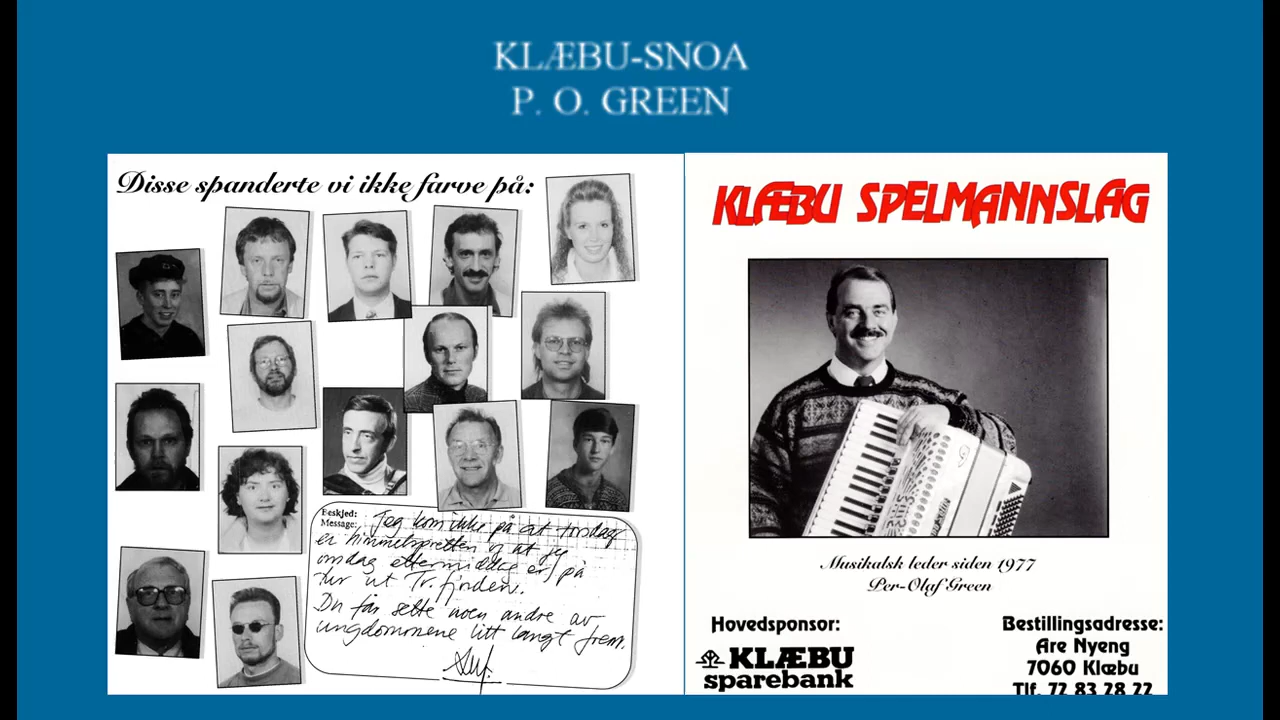 KLÆBU-SNOA
P. O. GREEN
Disse spanderte vi ikke farve på:
Beskjed:
Message:
Jeg kom ikke på at torsdag
er himmelspretten og at jeg
onsdag ettermiddag er på
tur ut Tr.fjorden.
Du får sette noen andre av
ungdommene litt langt frem.
KLÆBU SPELMANNSLAG
Musikalsk leder siden 1977
Per-Olaf Green
Hovedsponsor:
KLÆBU
sparebank
Bestillingsadresse:
Are Nyeng
7060 Klæbu
Tlf. 72 83 28 22